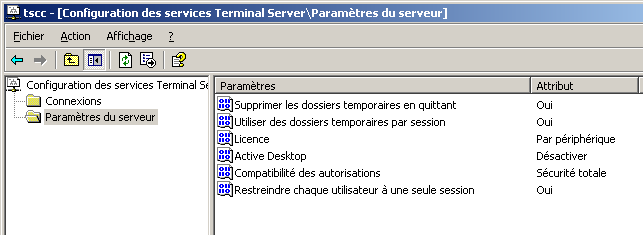 tscc - [Configuration des services Terminal Server\Paramètres du serveur]
Fichier Action Affichage ?
Configuration des services Terminal Se
Connexions
Paramètres du serveur
Paramètres Attribut
Supprimer les dossiers temporaires en quittant Oui
Utiliser des dossiers temporaires par session Oui
Licence Par périphérique
Active Desktop Désactiver
Compatibilité des autorisations Sécurité totale
Restreindre chaque utilisateur à une seule session Oui